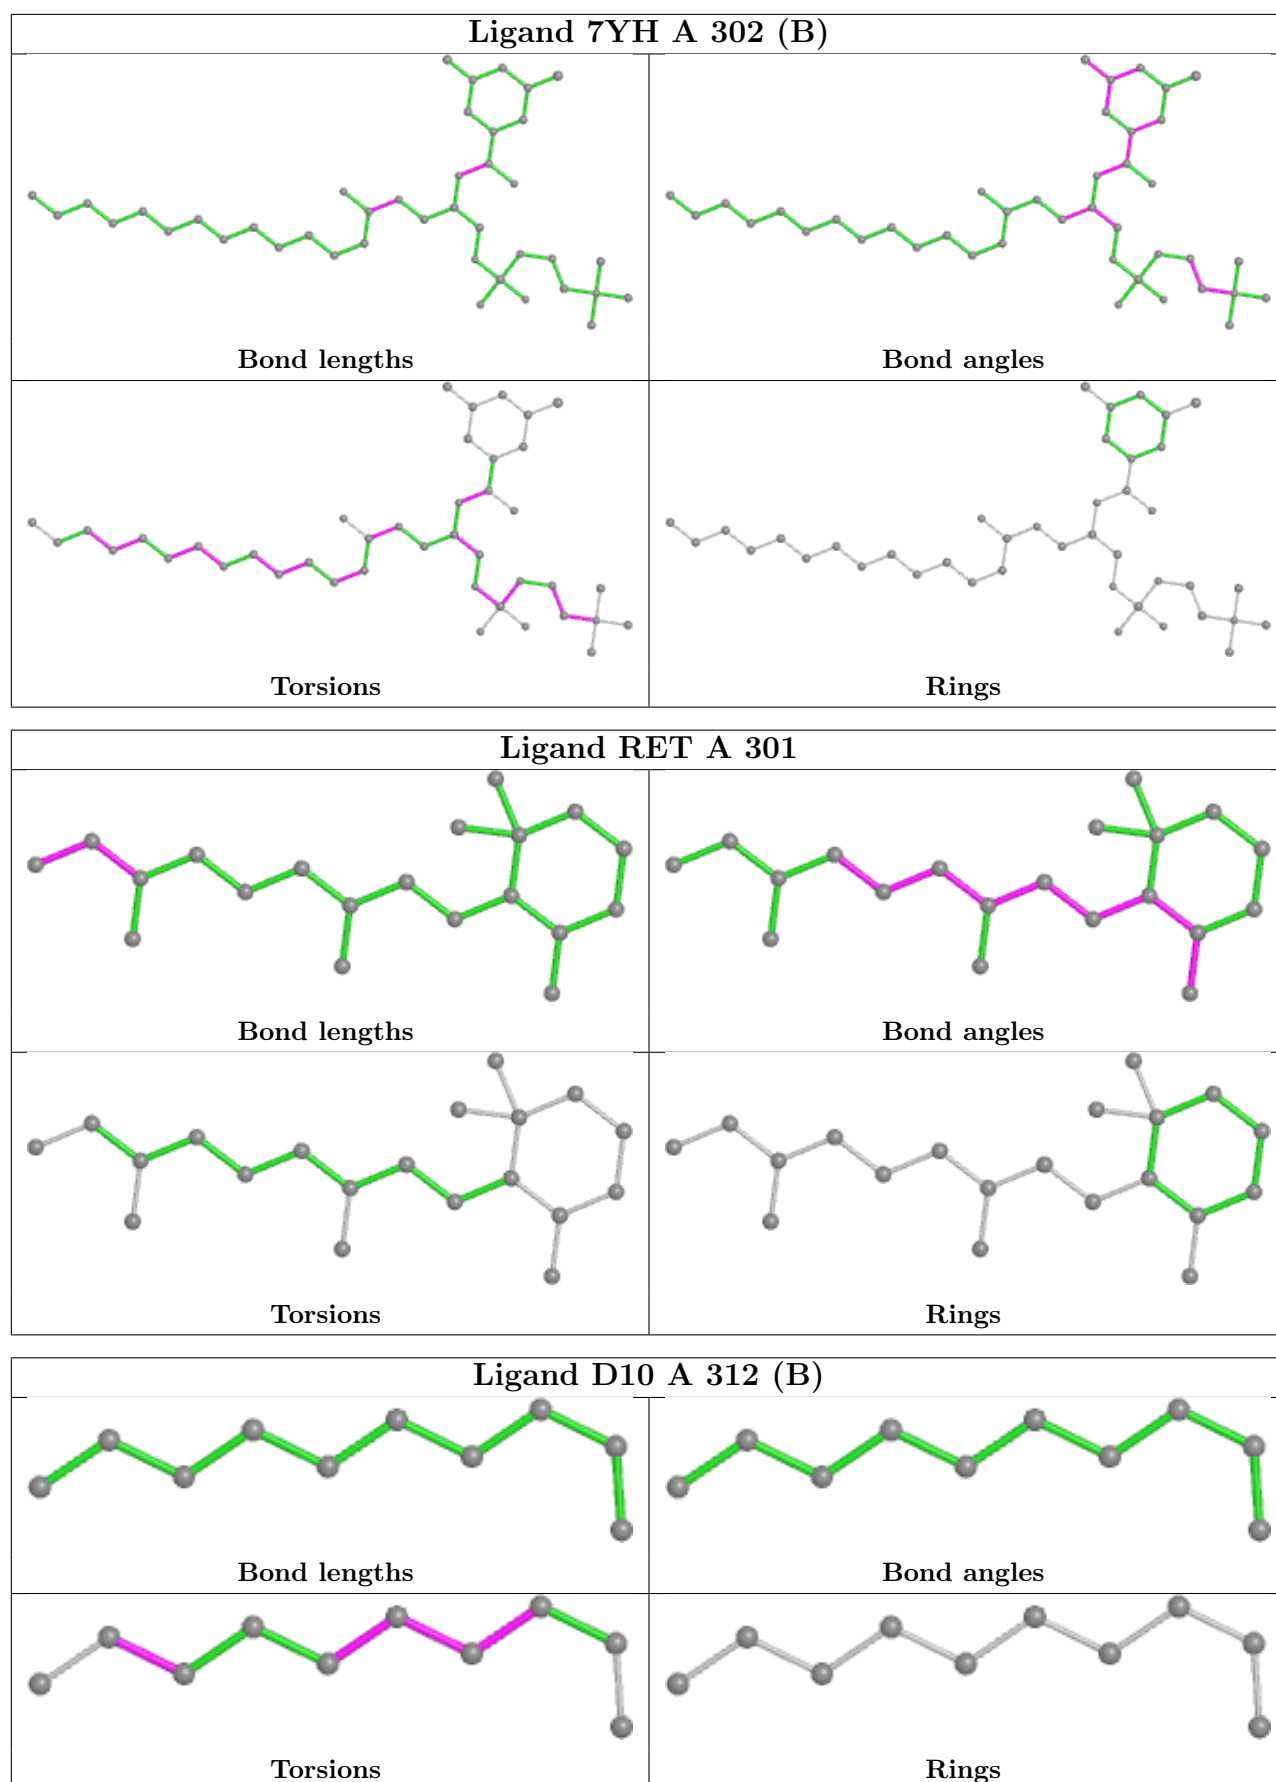 Ligand 7YH A 302 (B)
Bond lengths
Bond angles
Torsions
Rings
Ligand RET A 301
Bond lengths
Bond angles
Torsions
Rings
Ligand D10 A 312 (B)
Bond lengths
Bond angles
Torsions
Rings